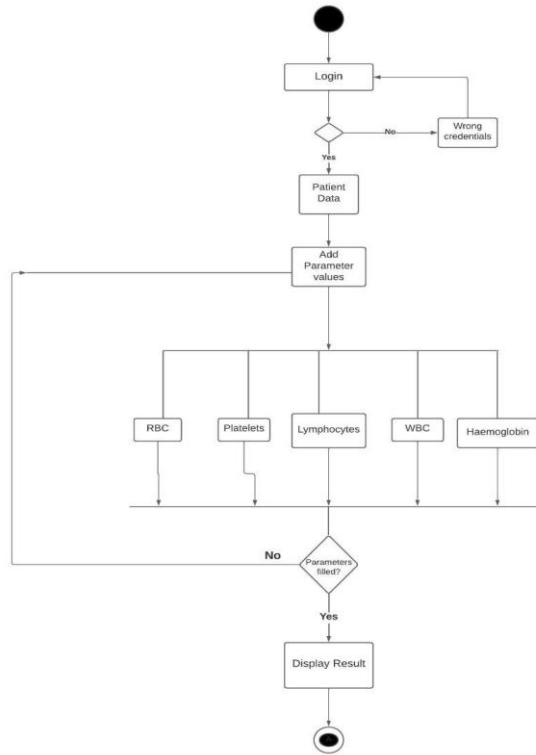 Login
No
Wrong
credentials
Yes
Patient
Data
Add
Parameter
values
RBC
Platelets
Lymphocytes
WBC
Haemoglobin
No
Parameters
filled?
Yes
Display Result